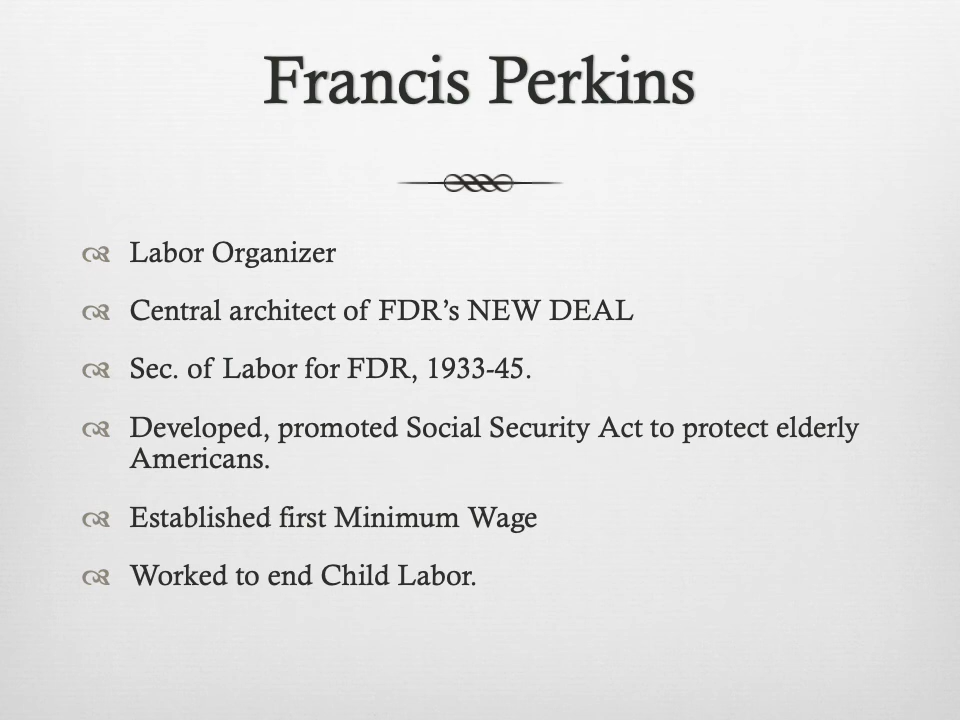 Francis Perkins
Labor Organizer
Central architect of FDR’s NEW DEAL
Sec. of Labor for FDR, 1933-45.
Developed, promoted Social Security Act to protect elderly
Americans.
Established first Minimum Wage
Worked to end Child Labor.